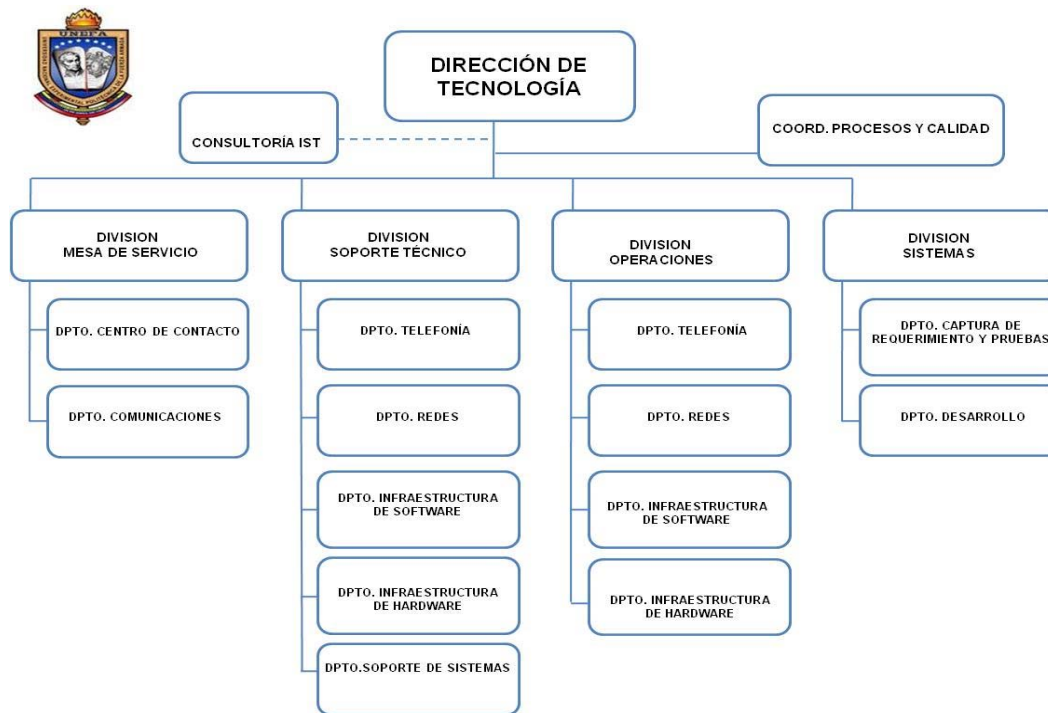 UNEFA
DIRECCIÓN DE
TECNOLOGÍA
CONSULTORÍA IST
COORD. PROCESOS Y CALIDAD
DIVISION
MESA DE SERVICIO
DPTO. CENTRO DE CONTACTO
DPTO. COMUNICACIONES
DIVISION
SOPORTE TÉCNICO
DPTO. TELEFONÍA
DPTO. REDES
DPTO. INFRAESTRUCTURA
DE SOFTWARE
DPTO. INFRAESTRUCTURA
DE HARDWARE
DPTO.SOPORTE DE SISTEMAS
DIVISION
OPERACIONES
DPTO. TELEFONÍA
DPTO. REDES
DPTO. INFRAESTRUCTURA
DE SOFTWARE
DPTO. INFRAESTRUCTURA
DE HARDWARE
DIVISION
SISTEMAS
DPTO. CAPTURA DE
REQUERIMIENTO Y PRUEBAS
DPTO. DESARROLLO